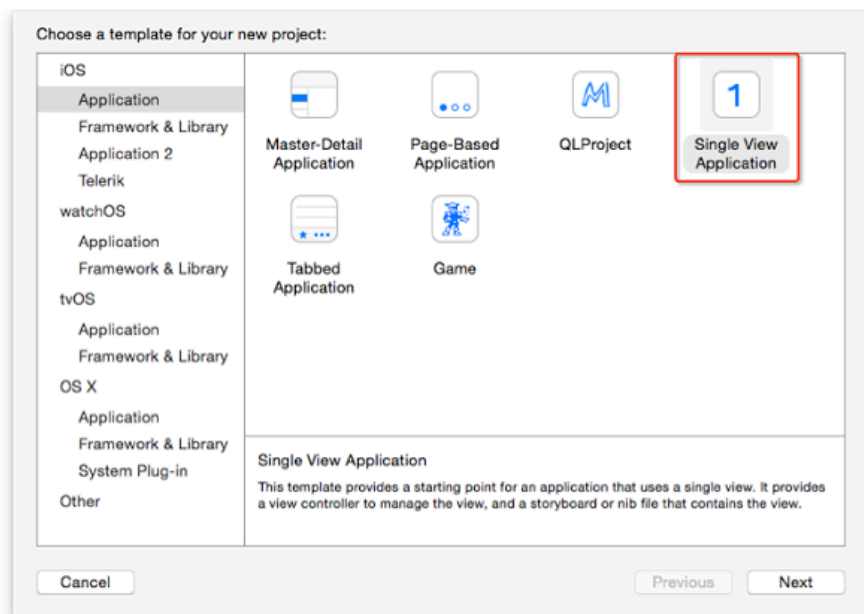 Choose a template for your new project:
iOS
Application
Framework & Library
Application 2
Telerik
watchOS
Application
Framework & Library
tvOS
Application
Framework & Library
OS X
Application
Framework & Library
System Plug-in
Other
Master-Detail
Application
Page-Based
Application
QLProject
1
Single View
Application
Tabbed
Application
Game
Single View Application
This template provides a starting point for an application that uses a single view. It provides
a view controller to manage the view, and a storyboard or nib file that contains the view.
Cancel
Previous
Next